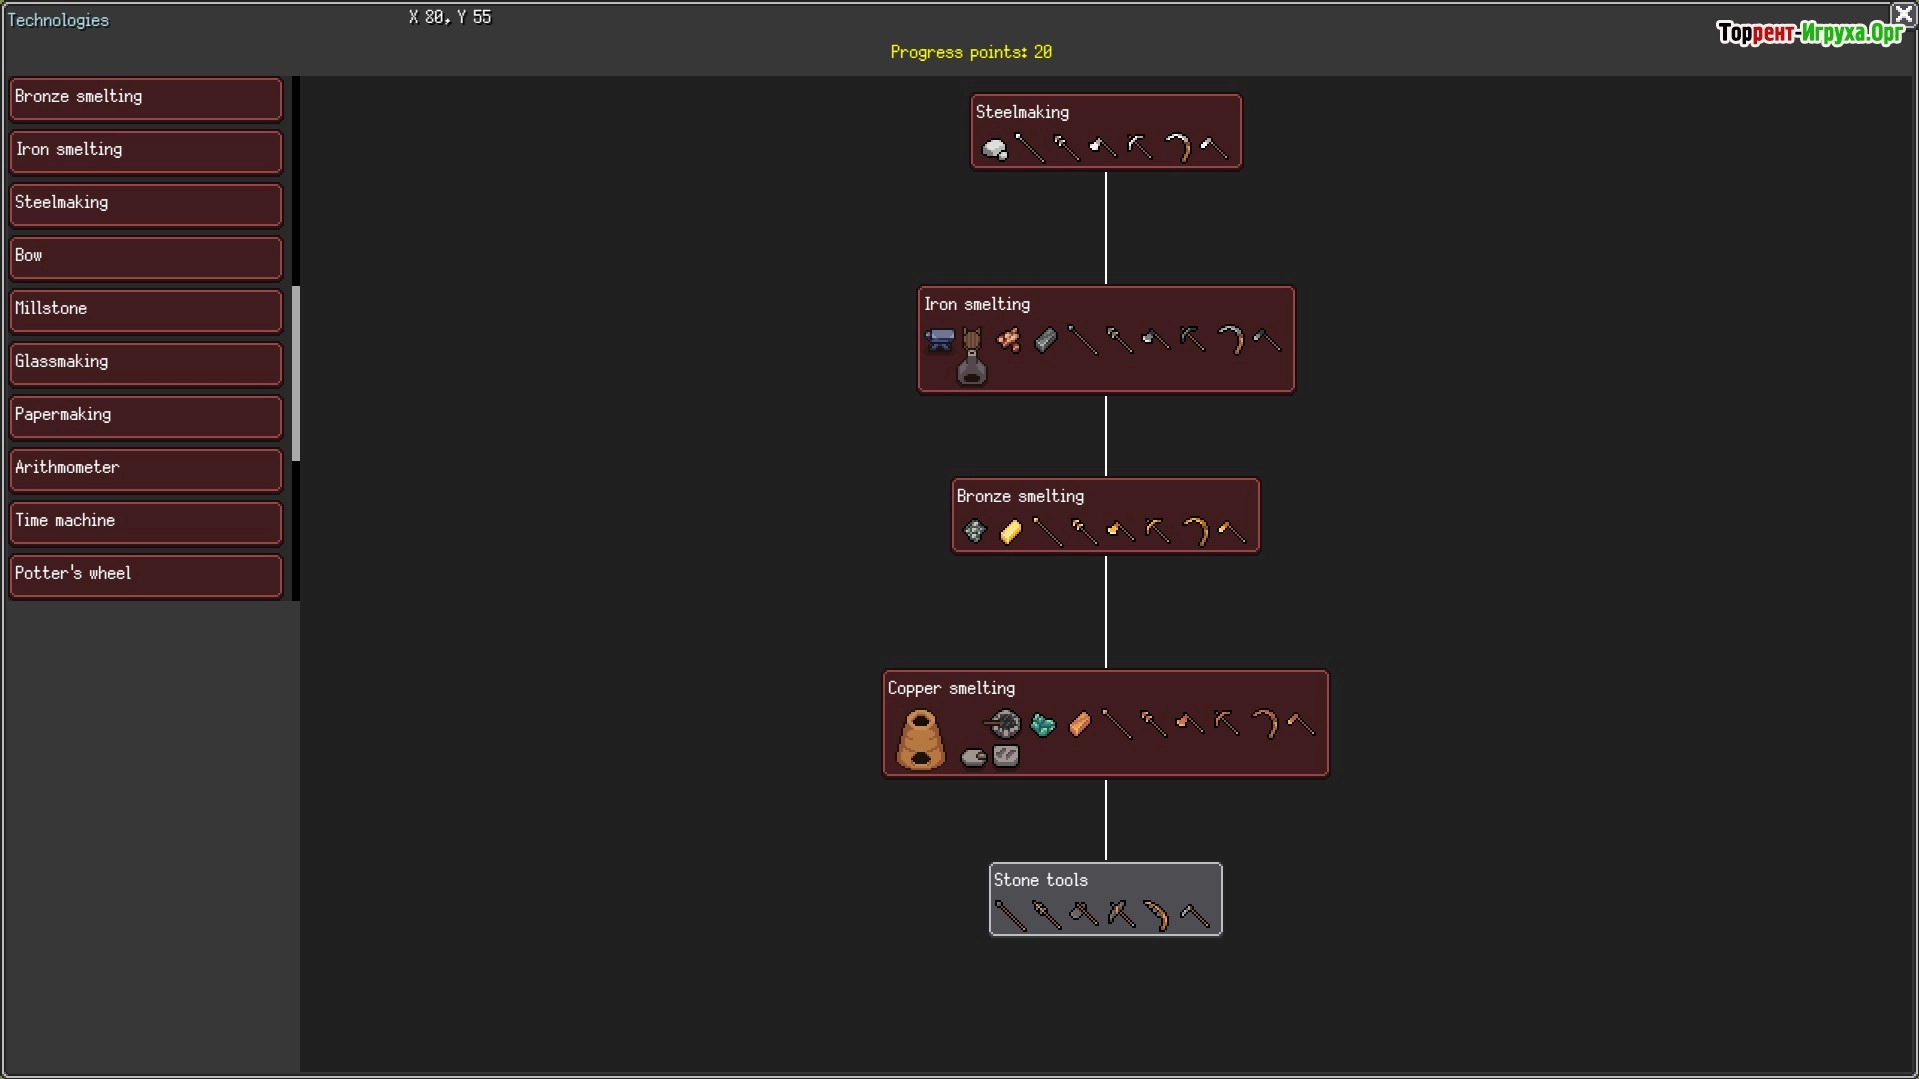 Technologies
X 80, Y 55
Торрент-Игруха.Орг
Progress points: 20
Bronze smelting
Iron smelting
Steelmaking
Bow
Millstone
Glassmaking
Papermaking
Arithmometer
Time machine
Potter's wheel
Steelmaking
Iron smelting
Bronze smelting
Copper smelting
Stone tools